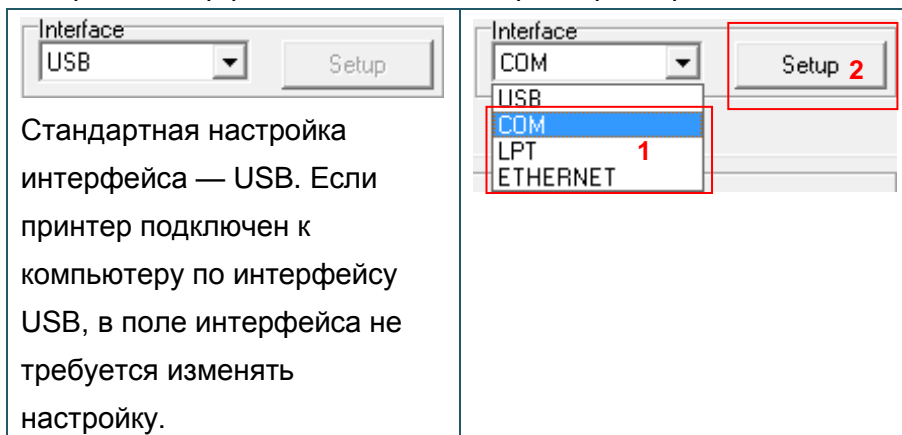 Interface
USB
Setup
Стандартная настройка
интерфейса — USB. Если
принтер подключен к
компьютеру по интерфейсу
USB, в поле интерфейса не
требуется изменять
настройку.
Interface
COM
Setup 2
USB
COM
LPT 1
ETHERNET